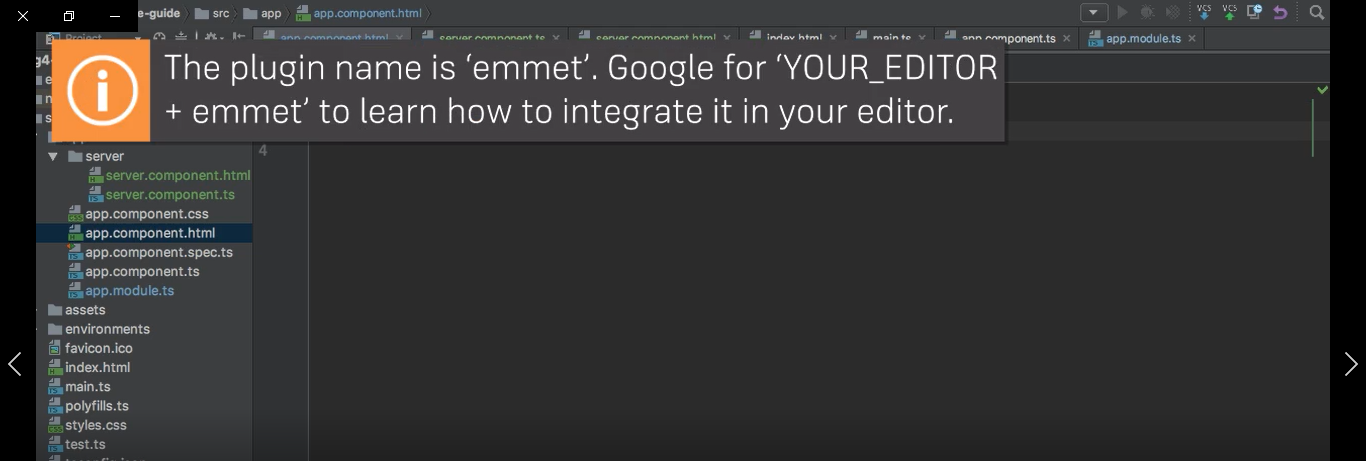 e-guide src app app.component.html
Project
app.component.html server.component.ts server.component.html index.html main.ts app.component.ts app.module.ts
The plugin name is ‘emmet’. Google for ‘YOUR_EDITOR
+ emmet’ to learn how to integrate it in your editor.
4
server
server.component.html
server.component.ts
app.component.css
app.component.html
app.component.spec.ts
app.component.ts
app.module.ts
assets
environments
favicon.ico
index.html
main.ts
polyfills.ts
styles.css
test.ts
VCS VCS